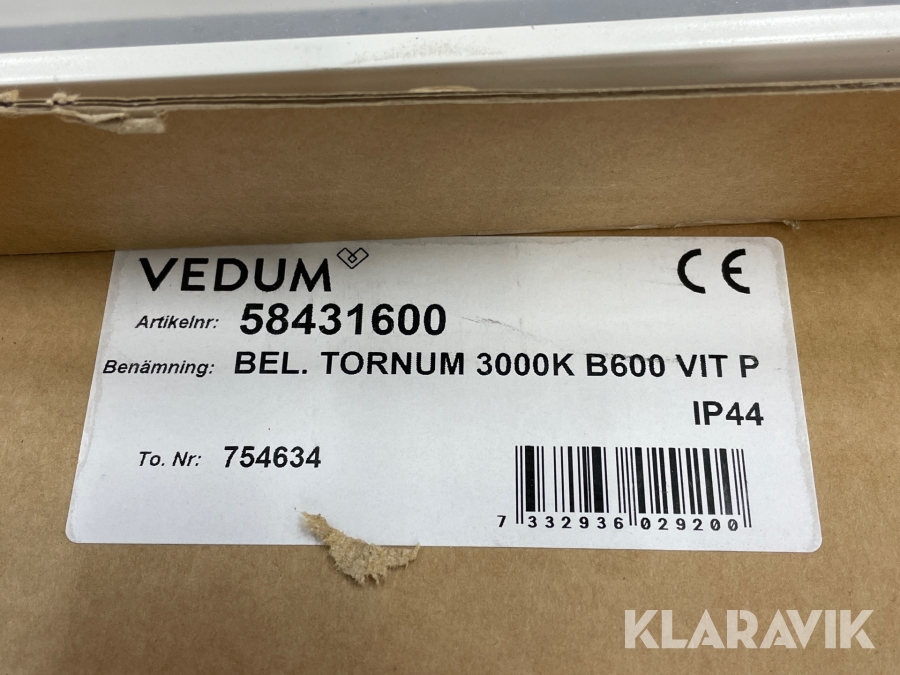 VEDUM
CE
Artikelnr: 58431600
Benämning: BEL. TORNUM 3000K B600 VIT P
IP44
To. Nr: 754634
7 332936 029200
KLARAVIK